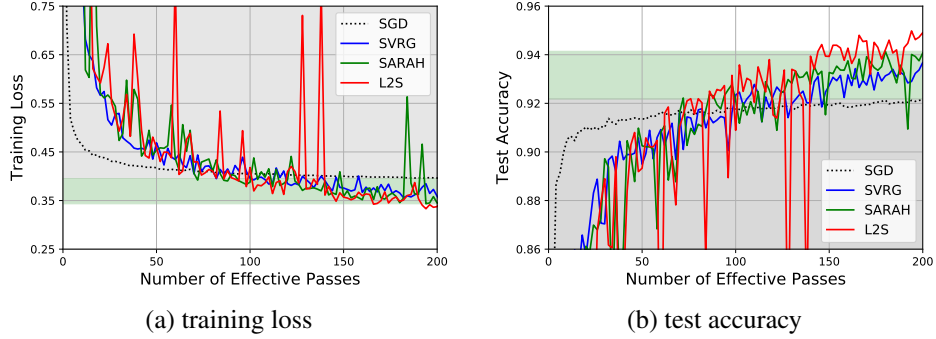 0.75
0.65
0.55
0.45
0.35
0.25
Training Loss
0 50 100 150 200
Number of Effective Passes
SGD
SVRG
SARAH
L2S
(a) training loss
0.96
0.94
0.92
0.90
0.88
0.86
Test Accuracy
0 50 100 150 200
Number of Effective Passes
SGD
SVRG
SARAH
L2S
(b) test accuracy